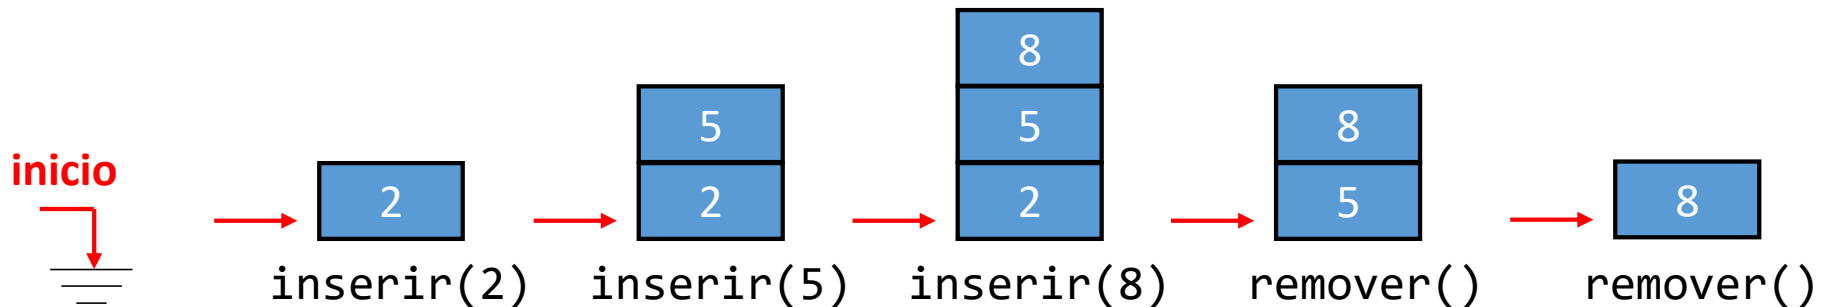 8
5
5
8
inicio
2
2
2
5
8
inserir(2)
inserir(5)
inserir(8)
remover()
remover()